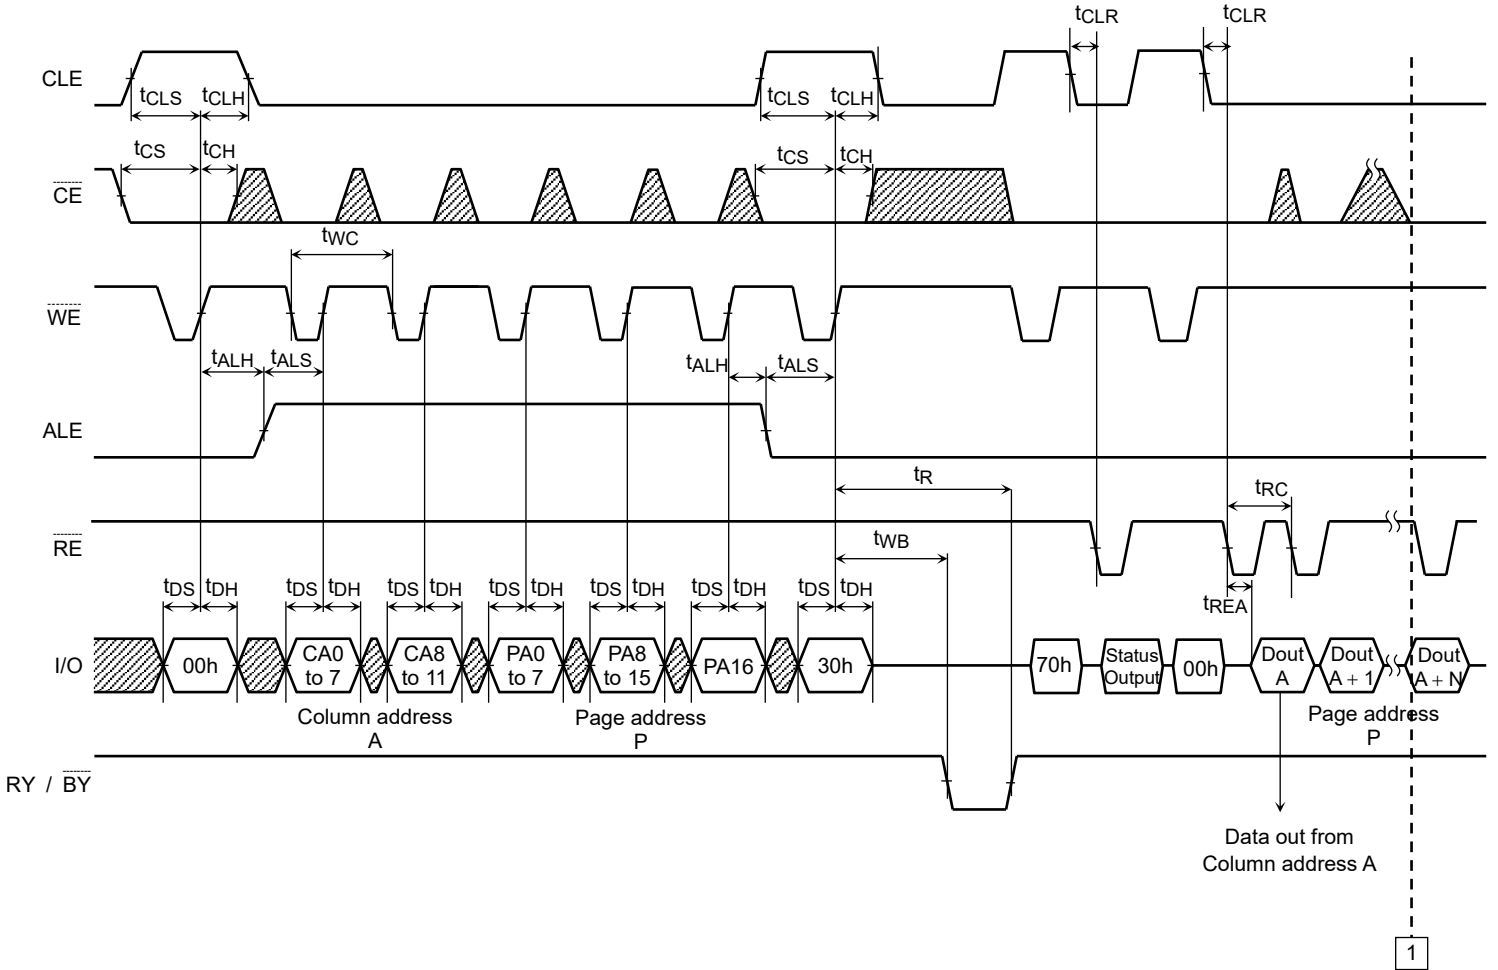 tCLR tCLR
CLE
tCLS tCLH tCLS tCLH
tCS tCH tCS tCH
CE
tWC
WE
tALH tALS tALH tALS
ALE
tR
tRC
RE
tWB
tDS tDH tDS tDH tDS tDH tDS tDH tDS tDH tDS tDH tDS tDH
tREA
I/O
00h
CA0
to 7
CA8
to 11
PA0
to 7
PA8
to 15
PA16
30h
70h
Status
Output
00h
Dout
A
Dout
A + 1
Dout
A + N
Column address
A
Page address
P
Page address
P
RY / BY
Data out from
Column address A
1